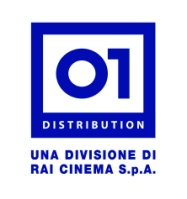 01
DISTRIBUTION
UNA DIVISIONE DI
RAI CINEMA S.p.A.